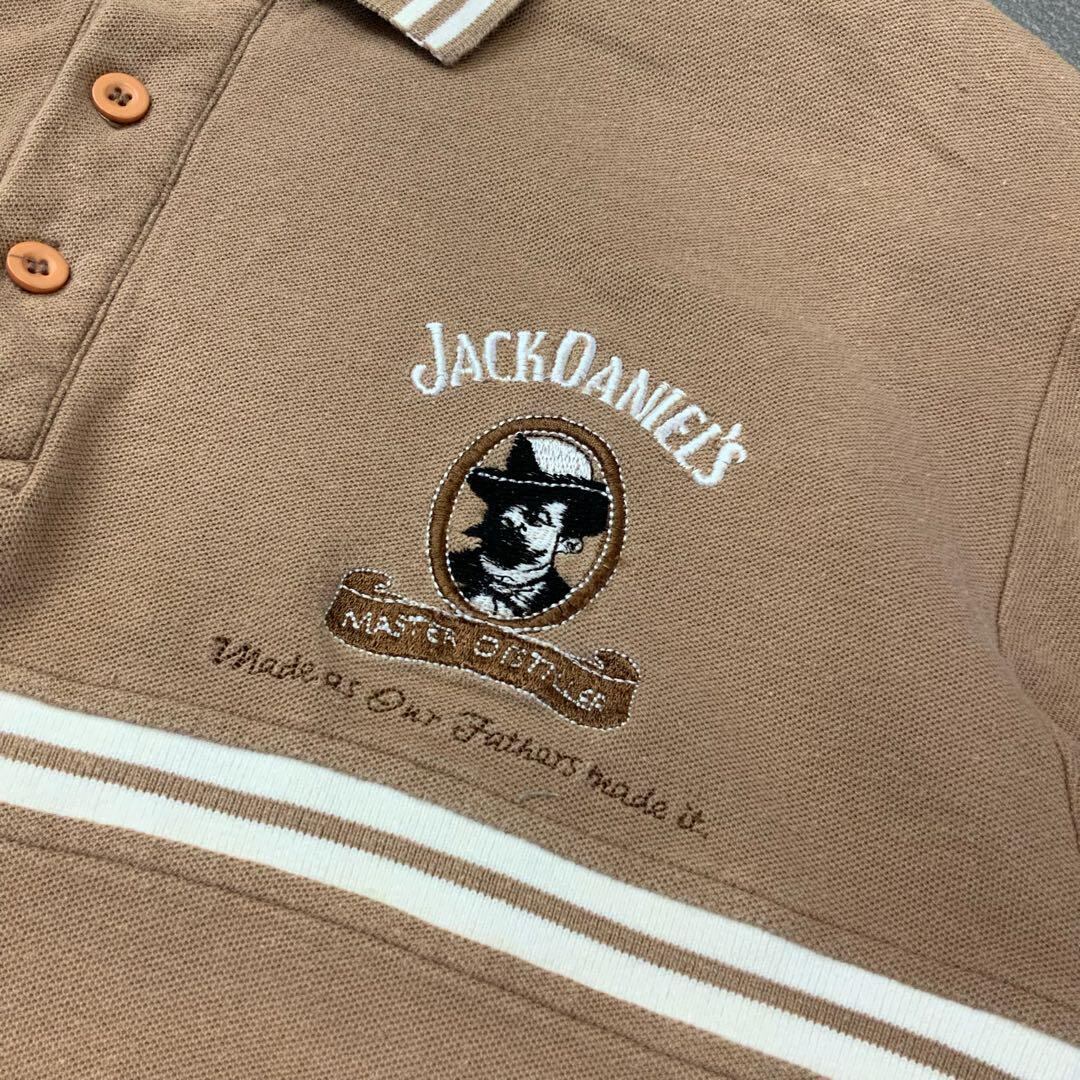 JACK DANIEL'S
MASTER DISTILLER
Made as Our Fathers made it.